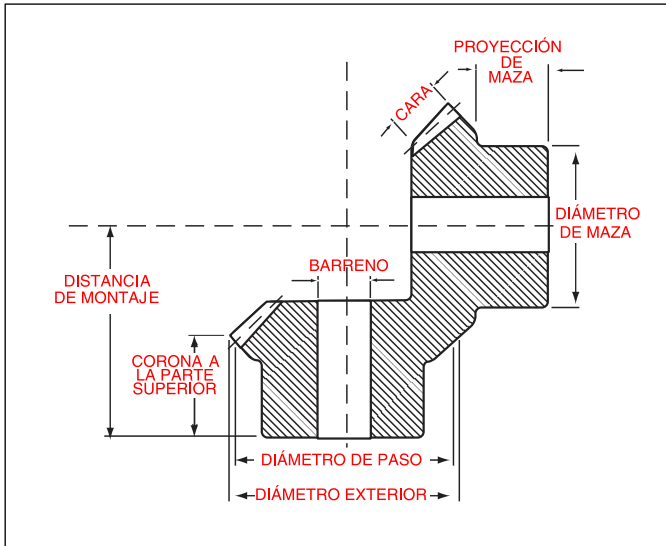 PROYECCIÓN
DE
MAZA
CARA
DIÁMETRO
DE MAZA
DISTANCIA
DE MONTAJE
BARRENO
CORONA A
LA PARTE
SUPERIOR
DIÁMETRO DE PASO
DIÁMETRO EXTERIOR